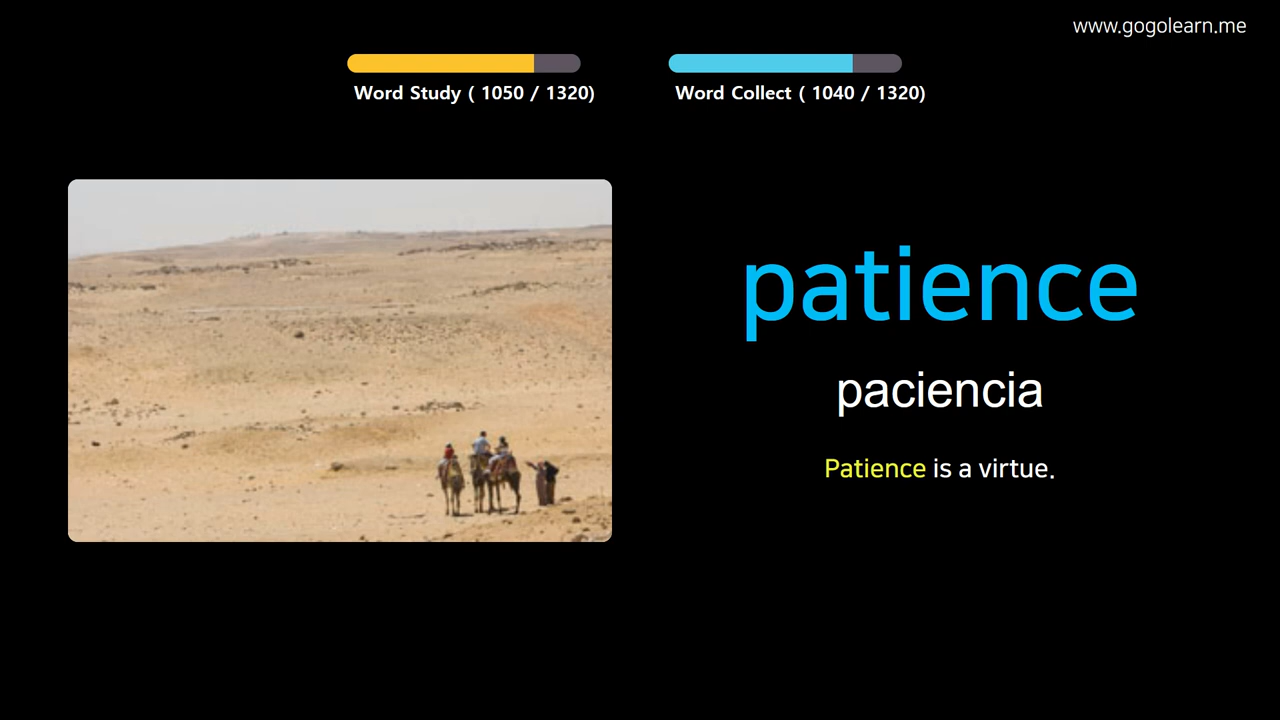 www.gogolearn.me
Word Study ( 1050 / 1320)
Word Collect ( 1040 / 1320)
patience
paciencia
Patience is a virtue.